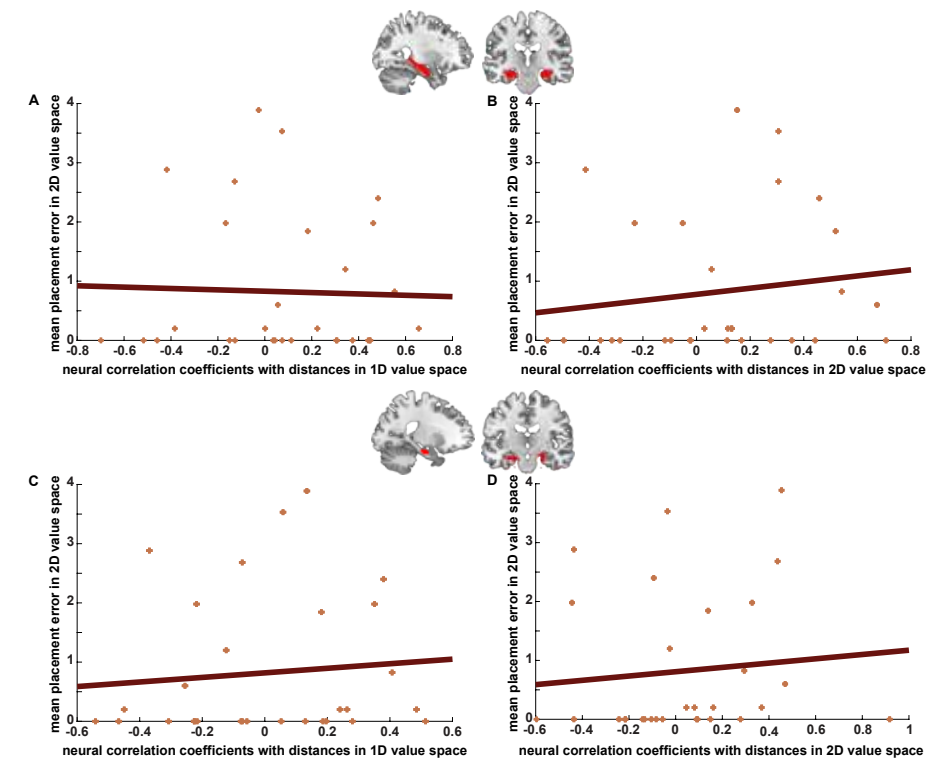 A
B
mean placement error in 2D value space
4
3
2
1
0
-0.8 -0.6 -0.4 -0.2 0 0.2 0.4 0.6 0.8
neural correlation coefficients with distances in 1D value space
mean placement error in 2D value space
4
3
2
1
0
-0.6 -0.4 -0.2 0 0.2 0.4 0.6 0.8
neural correlation coefficients with distances in 2D value space
C
D
mean placement error in 2D value space
4
3
2
1
0
-0.6 -0.4 -0.2 0 0.2 0.4 0.6
neural correlation coefficients with distances in 1D value space
mean placement error in 2D value space
4
3
2
1
0
-0.6 -0.4 -0.2 0 0.2 0.4 0.6 0.8 1
neural correlation coefficients with distances in 2D value space